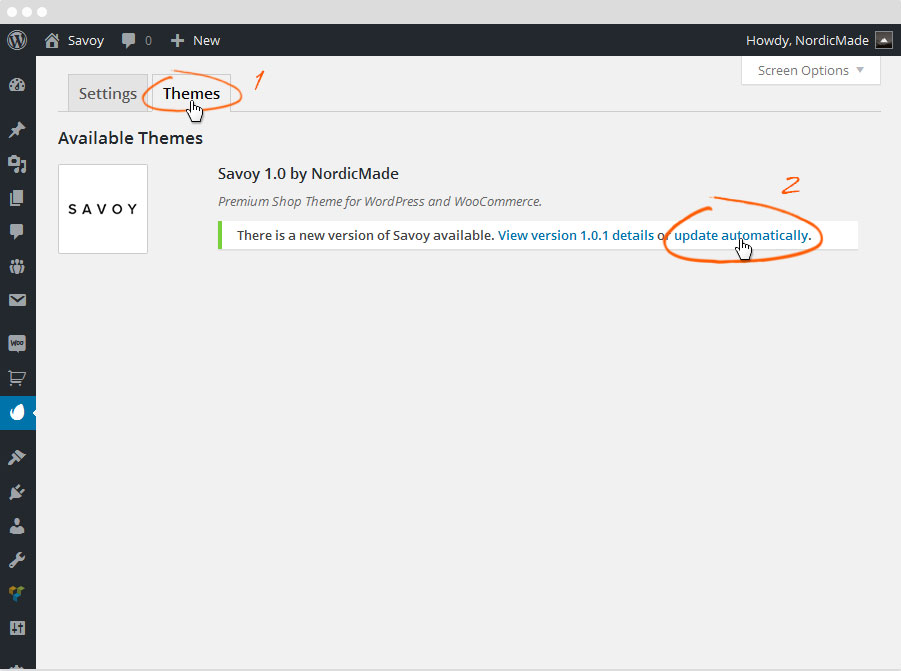 Savoy 0 New Howdy, NordicMade
Screen Options
Settings Themes 1
Available Themes
SAVOY
Savoy 1.0 by NordicMade
Premium Shop Theme for WordPress and WooCommerce.
2
There is a new version of Savoy available. View version 1.0.1 details or update automatically.
Woo